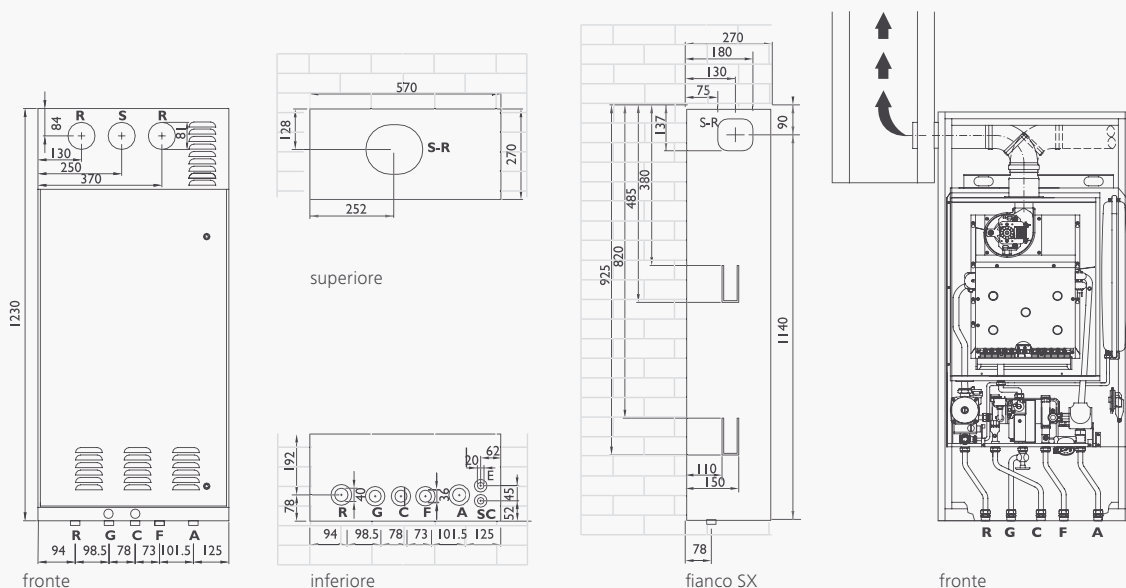 R S R
84
81
130
250
370
1230
R G C F A
94 98.5 78 73 101.5 125
fronte
570
128
S-R
270
252
superiore
62
20
E
192
40
36
45
78
52
R G C F A SC
94 98.5 78 73 101.5 125
inferiore
270
180
130
75
137
90
S-R
380
485
820
925
1140
110
150
78
fianco SX
R G C F A
fronte